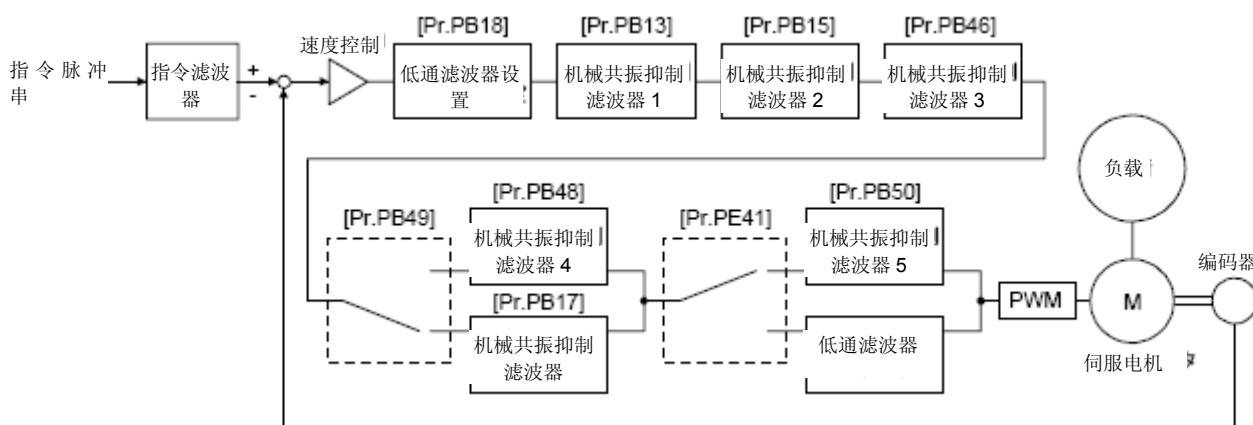 [Pr.PB18]
[Pr.PB13]
[Pr.PB15]
[Pr.PB46]
速度控制
指令脉冲
串
指令滤波
器
+
-
低通滤波器设
置
机械共振抑制
滤波器 1
机械共振抑制
滤波器 2
机械共振抑制
滤波器 3
负载
[Pr.PB48]
[Pr.PB50]
[Pr.PB49]
[Pr.PE41]
机械共振抑制
滤波器 4
机械共振抑制
滤波器 5
编码器
[Pr.PB17]
PWM
M
机械共振抑制
滤波器
低通滤波器
伺服电机